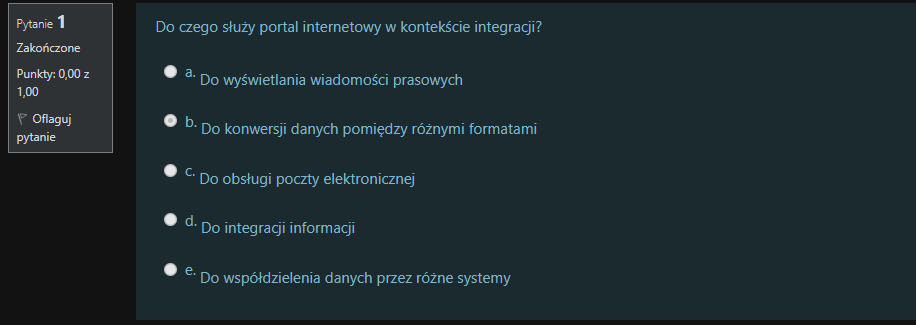 Pytanie 1
Zakończone
Punkty: 0,00 z
1,00
Oflaguj
pytanie
Do czego służy portal internetowy w kontekście integracji?
a. Do wyświetlania wiadomości prasowych
b. Do konwersji danych pomiędzy różnymi formatami
c. Do obsługi poczty elektronicznej
d. Do integracji informacji
e. Do współdzielenia danych przez różne systemy